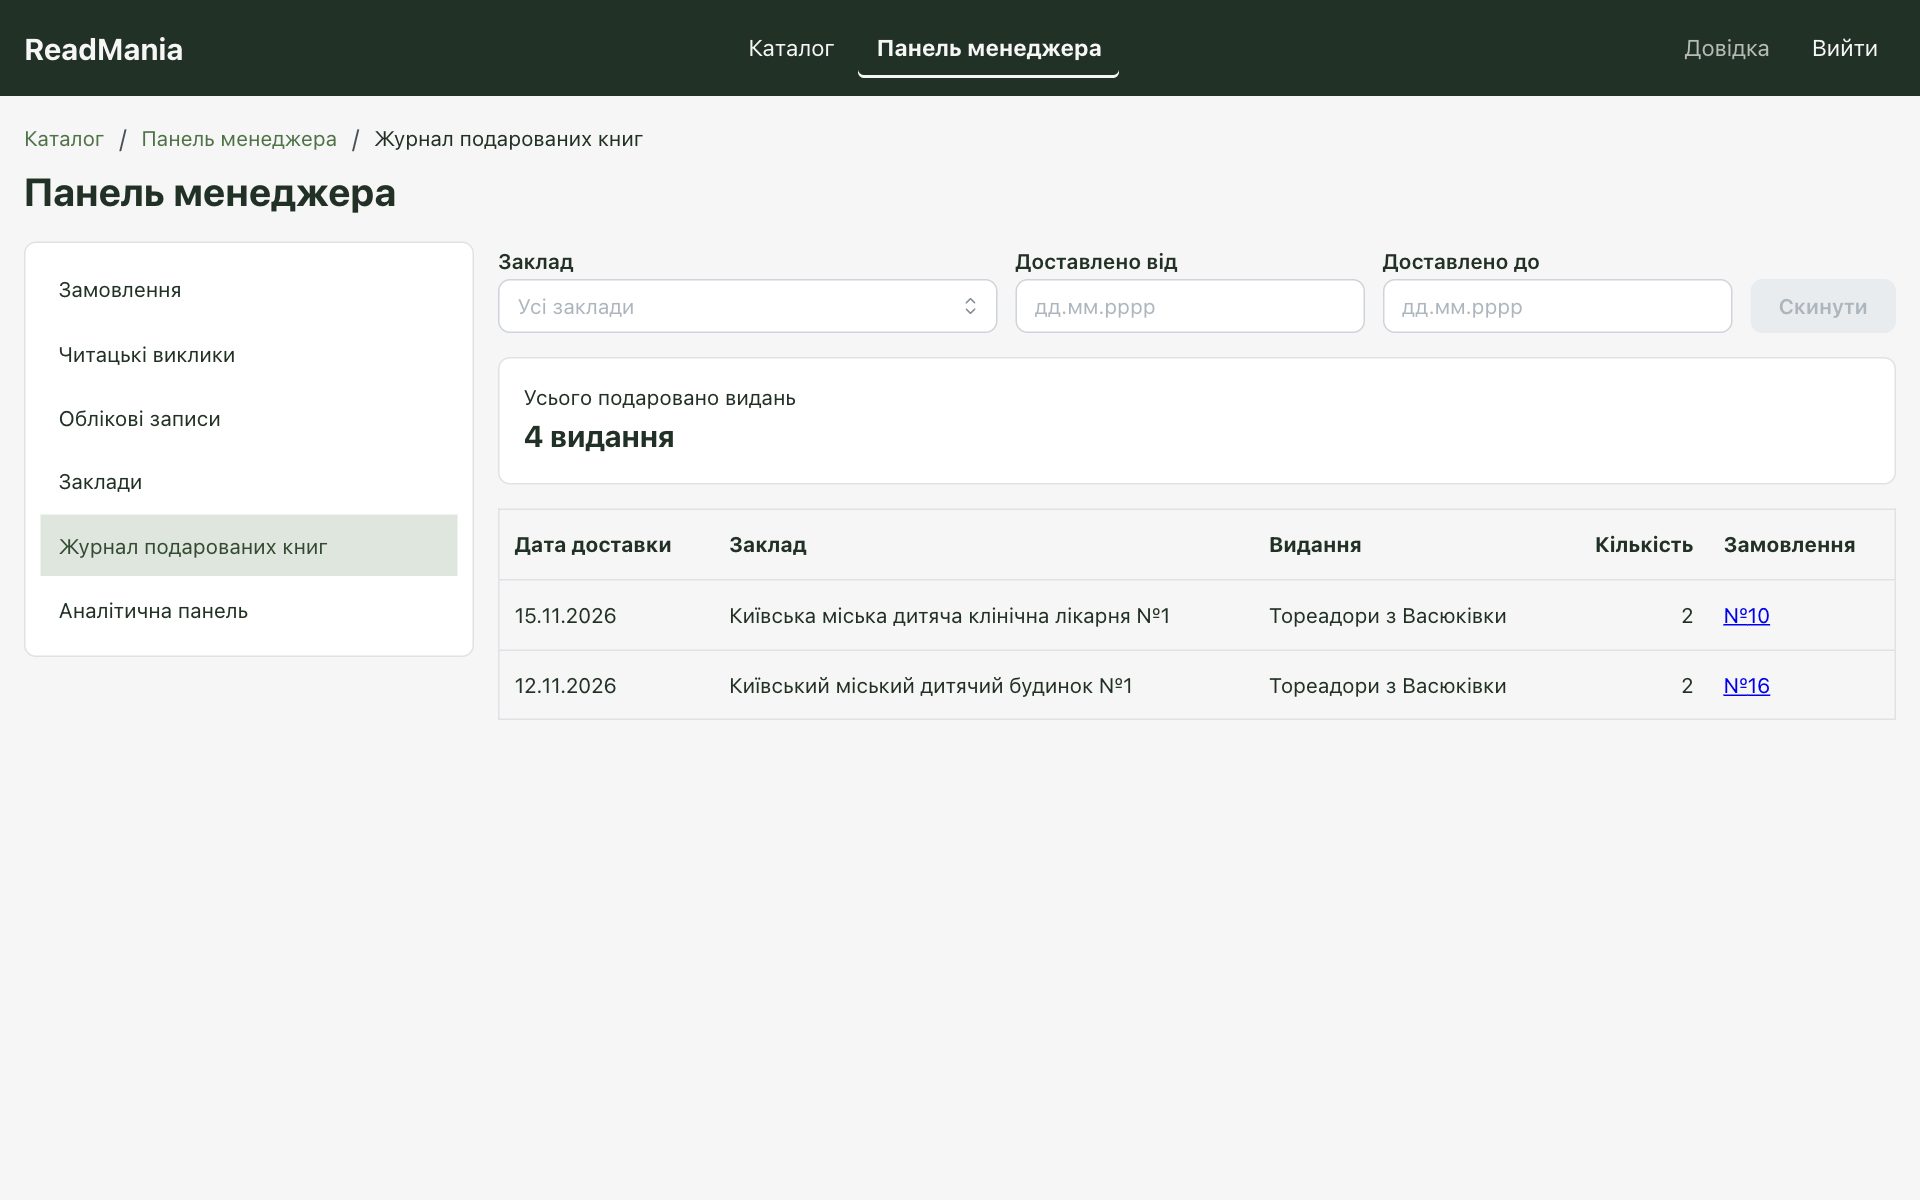 ReadMania
Каталог
Панель менеджера
Довідка
Вийти
Каталог / Панель менеджера / Журнал подарованих книг
Панель менеджера
Замовлення
Читацькі виклики
Облікові записи
Заклади
Журнал подарованих книг
Аналітична панель
Заклад
Усі заклади
Доставлено від
дд.мм.рррр
Доставлено до
дд.мм.рррр
Скинути
Усього подаровано видань
4 видання
Дата доставки Заклад Видання Кількість Замовлення
15.11.2026 Київська міська дитяча клінічна лікарня №1 Тореадори з Васюківки 2 №10
12.11.2026 Київський міський дитячий будинок №1 Тореадори з Васюківки 2 №16